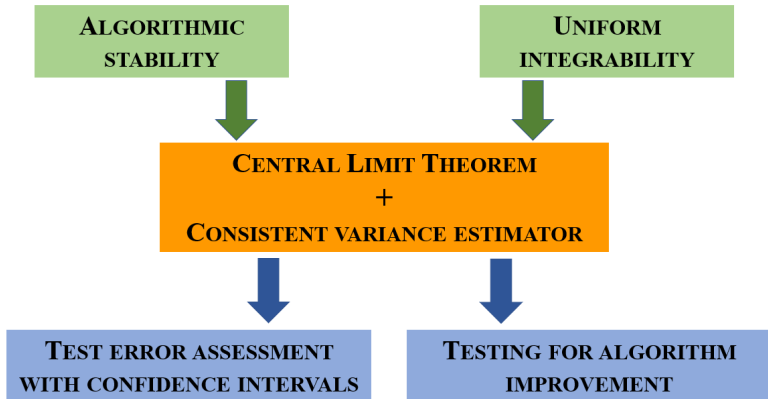 ALGORITHMIC
STABILITY
UNIFORM
INTEGRABILITY
CENTRAL LIMIT THEOREM
+
CONSISTENT VARIANCE ESTIMATOR
TEST ERROR ASSESSMENT
WITH CONFIDENCE INTERVALS
TESTING FOR ALGORITHM
IMPROVEMENT